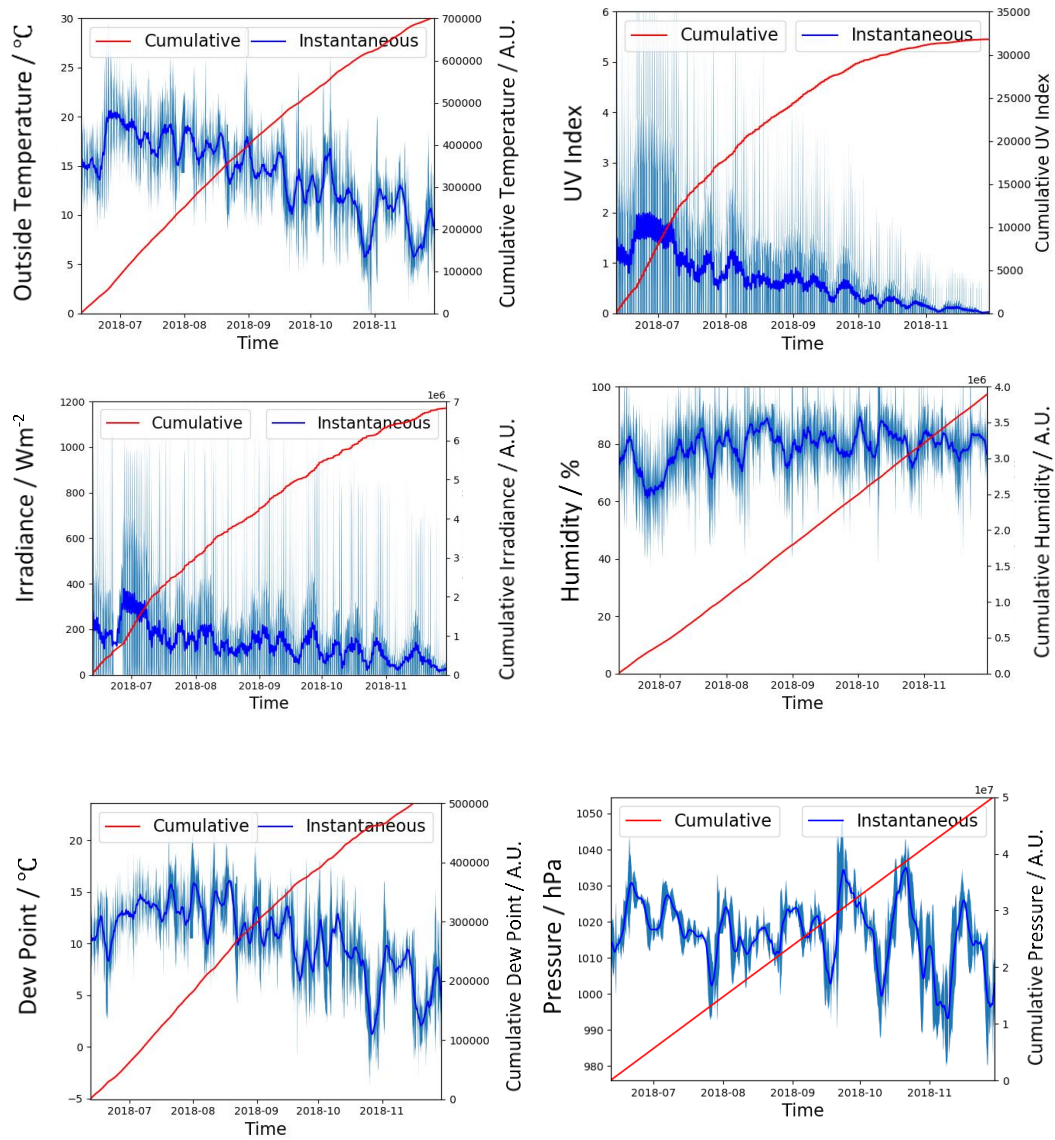 Outside Temperature / °C
30
25
20
15
10
5
0
Cumulative
Instantaneous
700000
600000
500000
400000
300000
200000
100000
0
Cumulative Temperature / A.U.
2018-07 2018-08 2018-09 2018-10 2018-11
Time
UV Index
6
5
4
3
2
1
0
Cumulative
Instantaneous
35000
30000
25000
20000
15000
10000
5000
0
Cumulative UV Index
2018-07 2018-08 2018-09 2018-10 2018-11
Time
Irradiance / Wm-2
1200
1000
800
600
400
200
0
Cumulative
Instantaneous
1e6
7
6
5
4
3
2
1
0
Cumulative Irradiance / A.U.
2018-07 2018-08 2018-09 2018-10 2018-11
Time
Humidity / %
100
80
60
40
20
0
1e6
4.0
3.5
3.0
2.5
2.0
1.5
1.0
0.5
0.0
Cumulative Humidity / A.U.
2018-07 2018-08 2018-09 2018-10 2018-11
Time
Dew Point / °C
20
15
10
5
0
−5
Cumulative
Instantaneous
500000
400000
300000
200000
100000
0
Cumulative Dew Point / A.U.
2018-07 2018-08 2018-09 2018-10 2018-11
Time
Pressure / hPa
1050
1040
1030
1020
1010
1000
990
980
Cumulative
Instantaneous
1e7
5
4
3
2
1
0
Cumulative Pressure / A.U.
2018-07 2018-08 2018-09 2018-10 2018-11
Time